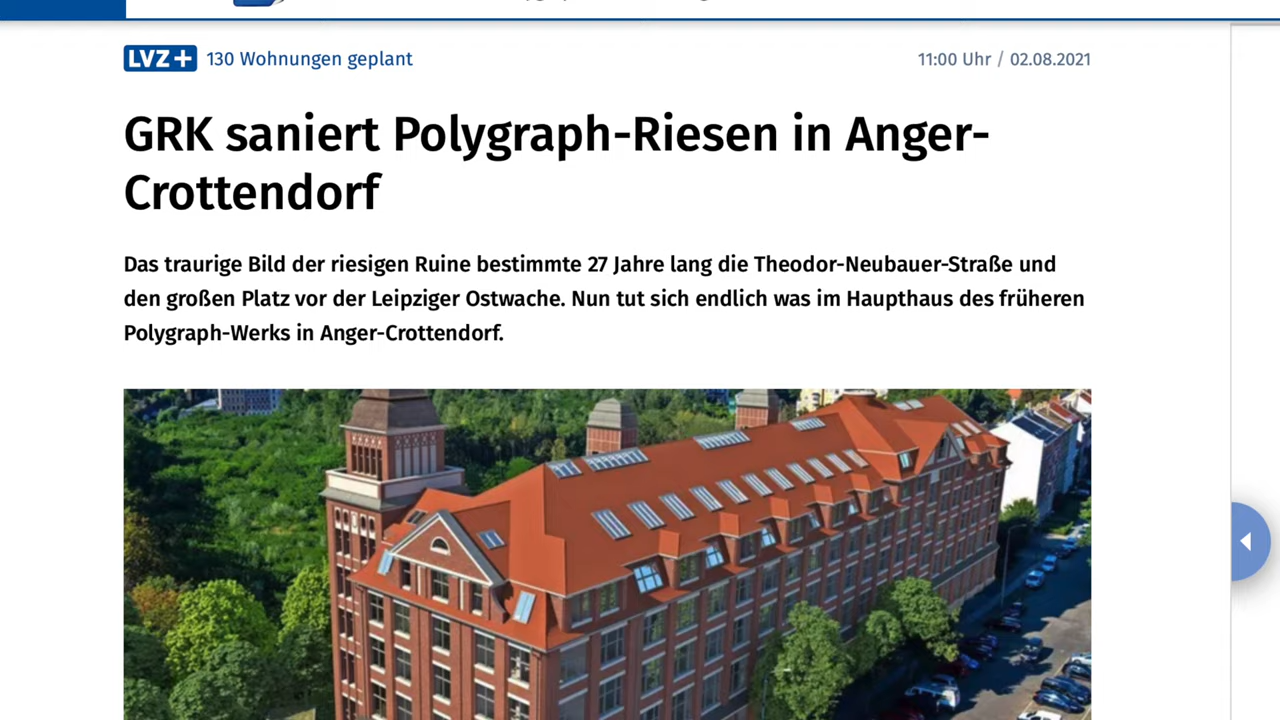 LVZ+ 130 Wohnungen geplant
11:00 Uhr / 02.08.2021
GRK saniert Polygraph-Riesen in Anger-
Crottendorf
Das traurige Bild der riesigen Ruine bestimmte 27 Jahre lang die Theodor-Neubauer-Straße und
den großen Platz vor der Leipziger Ostwache. Nun tut sich endlich was im Haupthaus des früheren
Polygraph-Werks in Anger-Crottendorf.